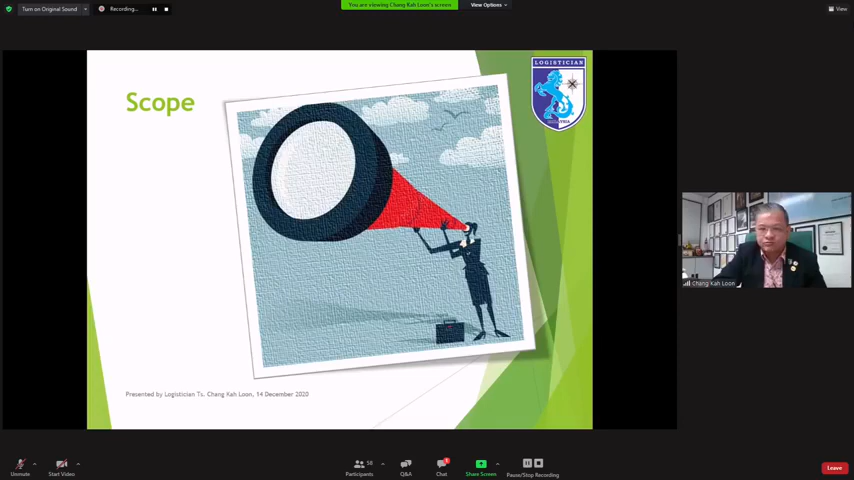 Turn on Original Sound
Recording...
You are viewing Chang Kah Loon's screen
View Options
View
Scope
LOGISTICIAN
Chang Kah Loon
Presented by Logistician Ts. Chang Kah Loon, 14 December 2020
Unmute
Start Video
Participants
58
Q&A
Chat
Share Screen
Pause/Stop Recording
Leave